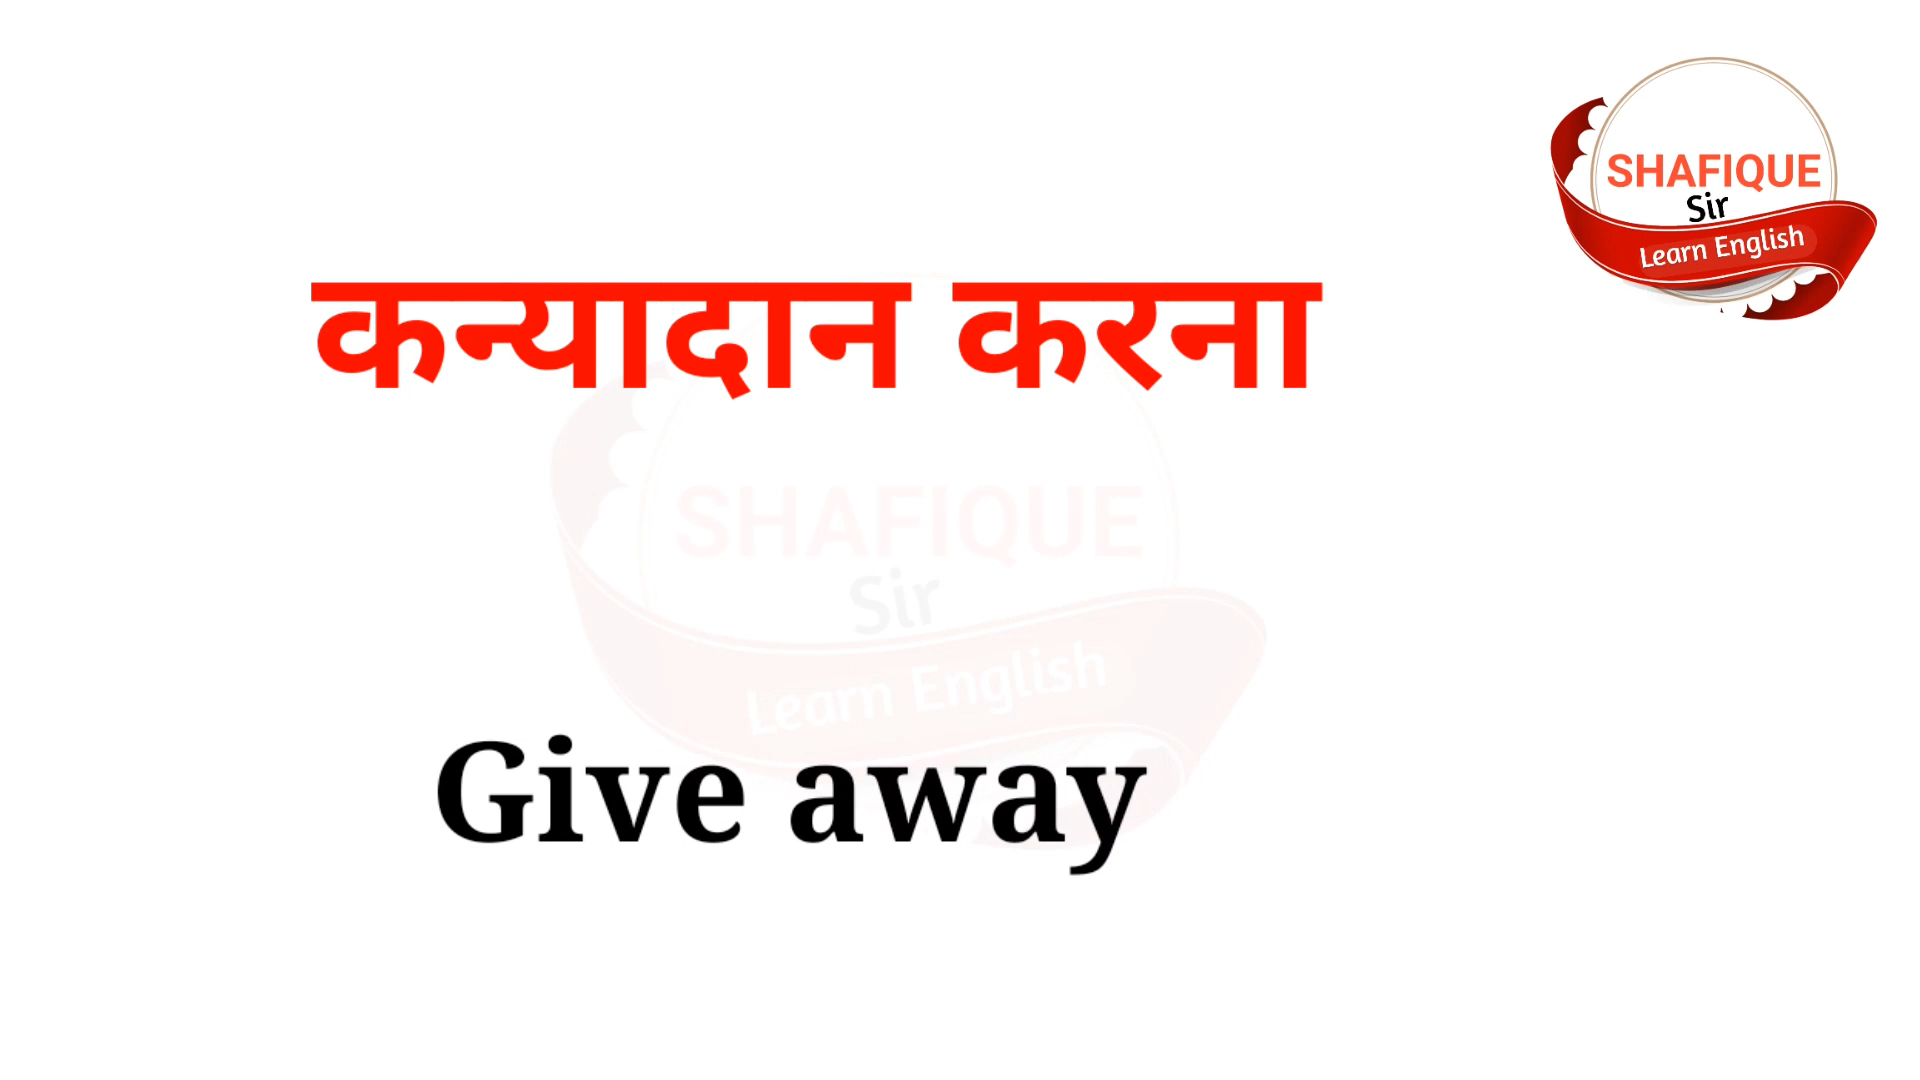 SHAFIQUE
Sir
Learn English
कन्यादान करना
SHAFIQUE
Sir
Learn English
Give away